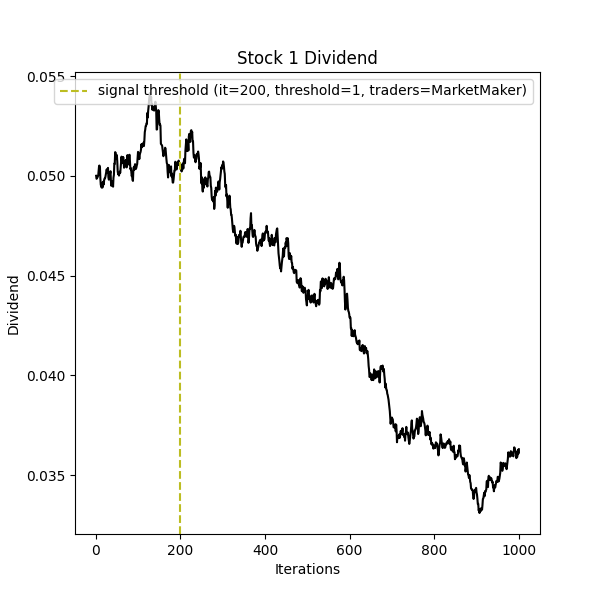 Stock 1 Dividend
signal threshold (it=200, threshold=1, traders=MarketMaker)
0.055
0.050
0.045
0.040
0.035
Dividend
0 200 400 600 800 1000
Iterations